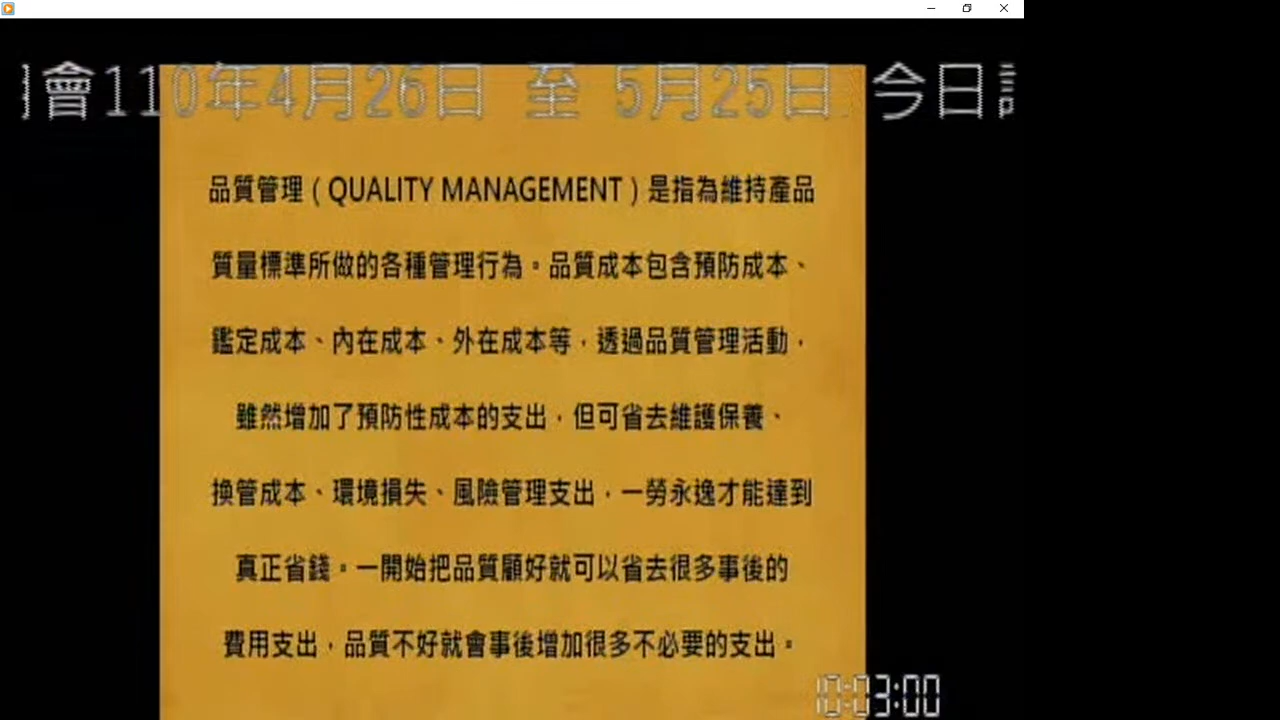 會110年4月26日 至 5月25日 今日
品質管理（QUALITY MANAGEMENT）是指為維持產品
質量標準所做的各種管理行為。品質成本包含預防成本、
鑑定成本、內在成本、外在成本等，透過品質管理活動，
雖然增加了預防性成本的支出，但可省去維護保養、
換管成本、環境損失、風險管理支出，一勞永逸才能達到
真正省錢。一開始把品質顧好就可以省去很多事後的
費用支出，品質不好就會事後增加很多不必要的支出。
10:03:00